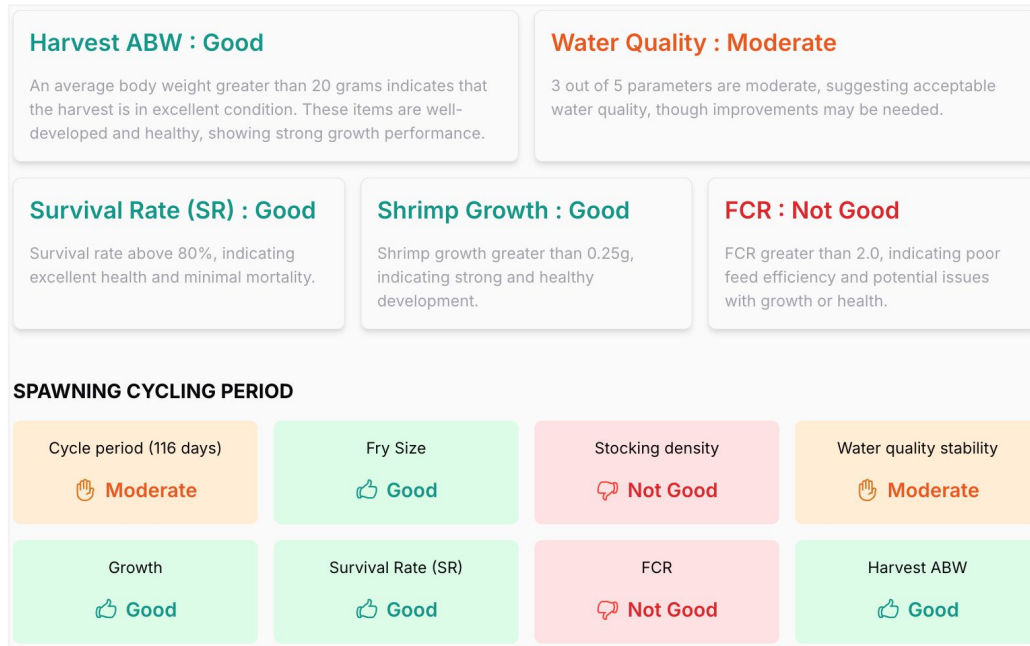 Harvest ABW : Good
An average body weight greater than 20 grams indicates that
the harvest is in excellent condition. These items are well-
developed and healthy, showing strong growth performance.
Water Quality : Moderate
3 out of 5 parameters are moderate, suggesting acceptable
water quality, though improvements may be needed.
Survival Rate (SR) : Good
Survival rate above 80%, indicating
excellent health and minimal mortality.
Shrimp Growth : Good
Shrimp growth greater than 0.25g,
indicating strong and healthy
development.
FCR : Not Good
FCR greater than 2.0, indicating poor
feed efficiency and potential issues
with growth or health.
SPAWNING CYCLING PERIOD
Cycle period (116 days)
Moderate
Fry Size
Good
Stocking density
Not Good
Water quality stability
Moderate
Growth
Good
Survival Rate (SR)
Good
FCR
Not Good
Harvest ABW
Good